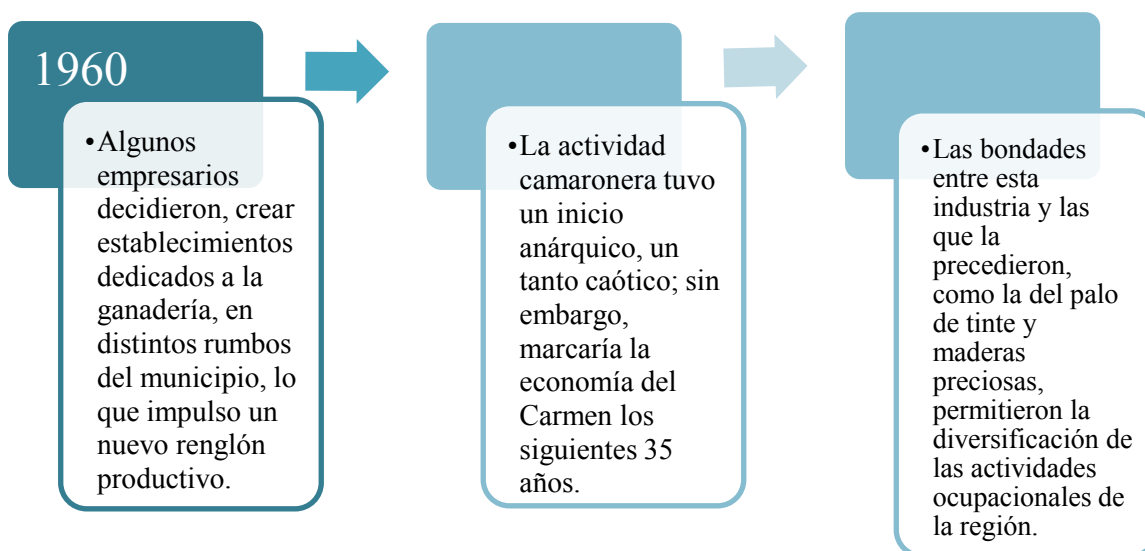 1960
•Algunos
empresarios
decidieron, crear
establecimientos
dedicados a la
ganadería, en
distintos rumbos
del municipio, lo
que impulso un
nuevo renglón
productivo.
•La actividad
camaronera tuvo
un inicio
anárquico, un
tanto caótico; sin
embargo,
marcaría la
economía del
Carmen los
siguientes 35
años.
•Las bondades
entre esta
industria y las
que la
precedieron,
como la del palo
de tinte y
maderas
preciosas,
permitieron la
diversificación de
las actividades
ocupacionales de
la región.